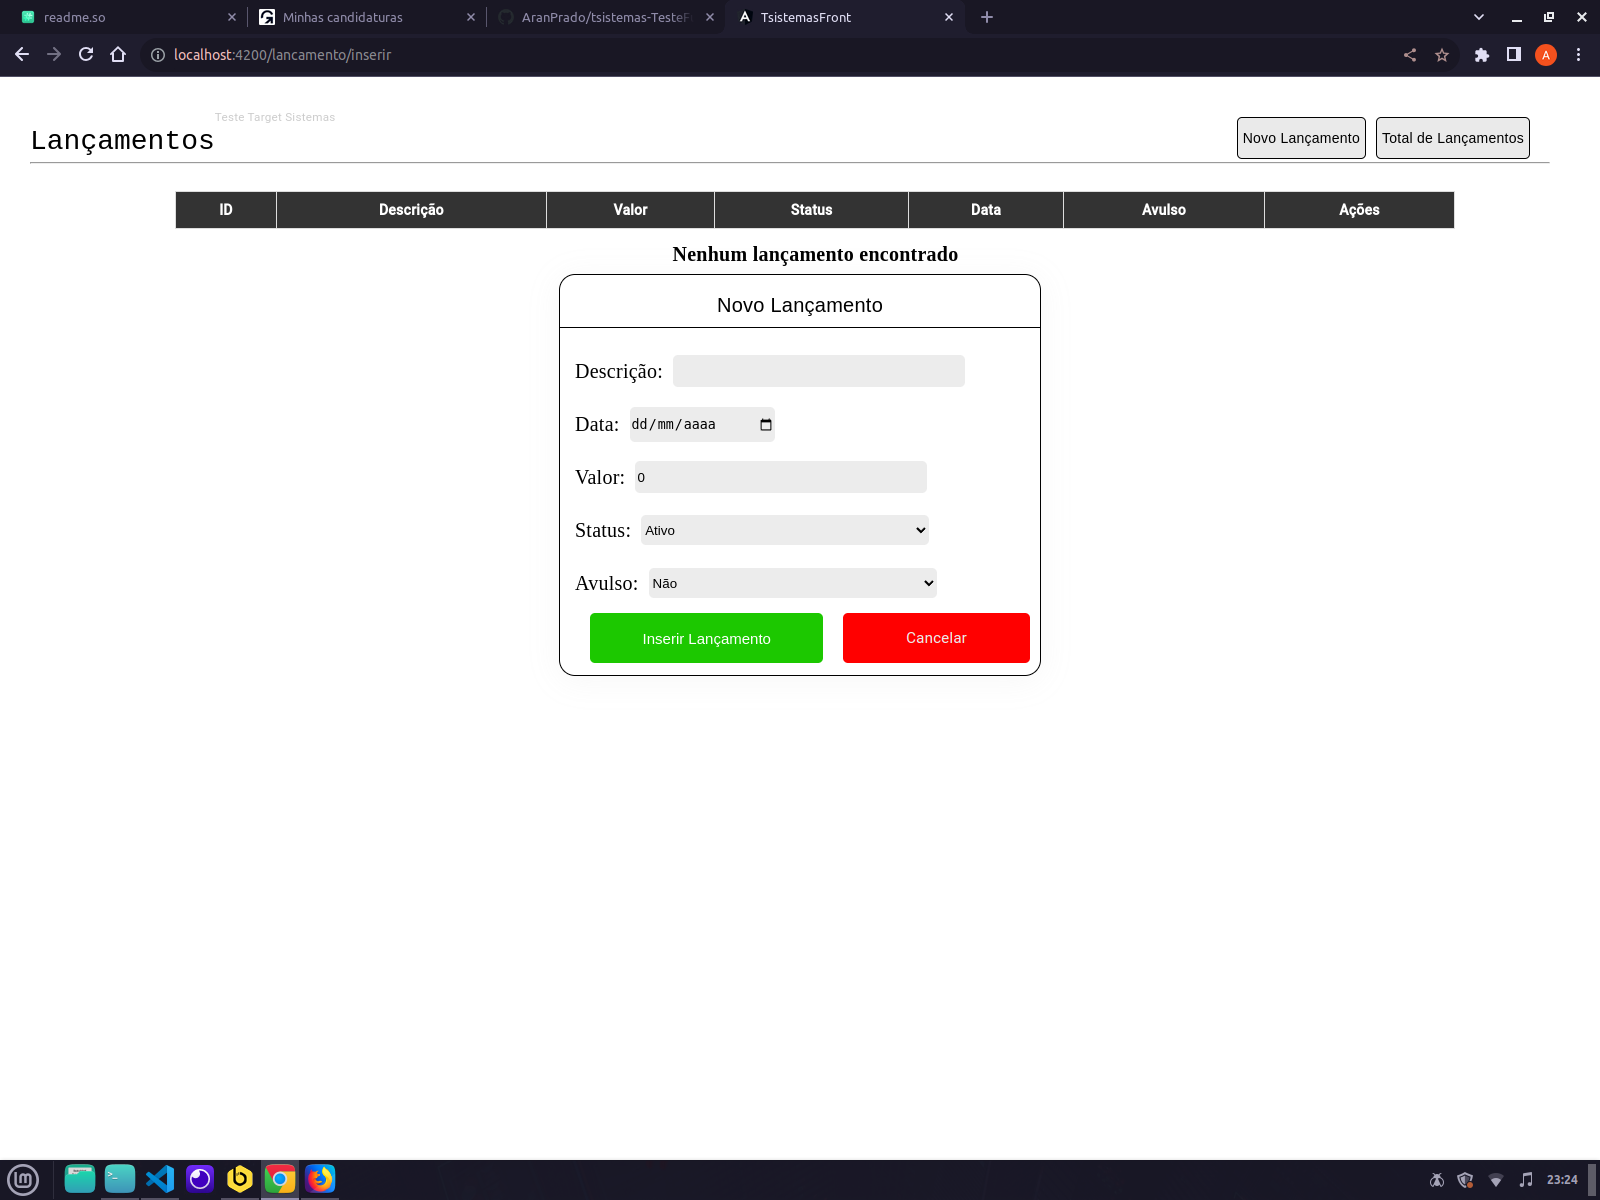 readme.so
Minhas candidaturas
AranPrado/tsistemas-TesteF
TsistemasFront
localhost:4200/lancamento/inserir
A
Teste Target Sistemas
Lançamentos
Novo Lançamento
Total de Lançamentos
ID Descrição Valor Status Data Avulso Ações
Nenhum lançamento encontrado
Novo Lançamento
Descrição:
Data: dd/mm/aaaa
Valor: 0
Status: Ativo
Avulso: Não
Inserir Lançamento
Cancelar
23:24